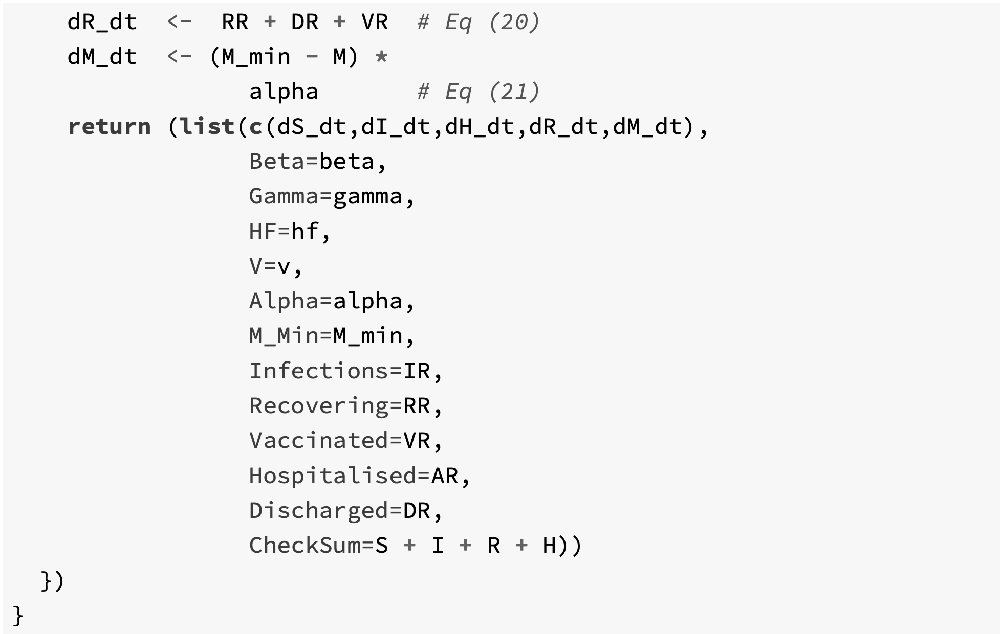 dR_dt  <-  RR + DR + VR  # Eq (20)
dM_dt  <- (M_min - M) *
alpha       # Eq (21)
return (list(c(dS_dt,dI_dt,dH_dt,dR_dt,dM_dt),
Beta=beta,
Gamma=gamma,
HF=hf,
V=v,
Alpha=alpha,
M_Min=M_min,
Infections=IR,
Recovering=RR,
Vaccinated=VR,
Hospitalised=AR,
Discharged=DR,
CheckSum=S + I + R + H))
})
}